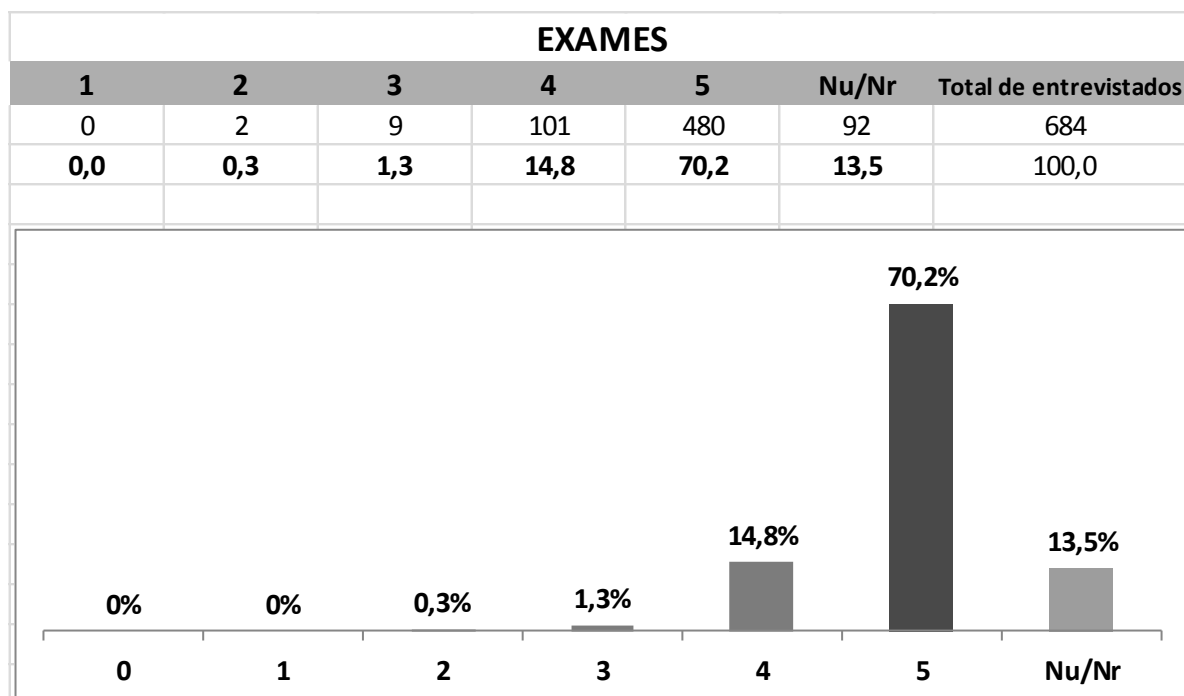 EXAMES
1 2 3 4 5 Nu/Nr Total de entrevistados
0 2 9 101 480 92 684
0,0 0,3 1,3 14,8 70,2 13,5 100,0
70,2%
14,8%
13,5%
0% 0% 0,3% 1,3%
0 1 2 3 4 5 Nu/Nr